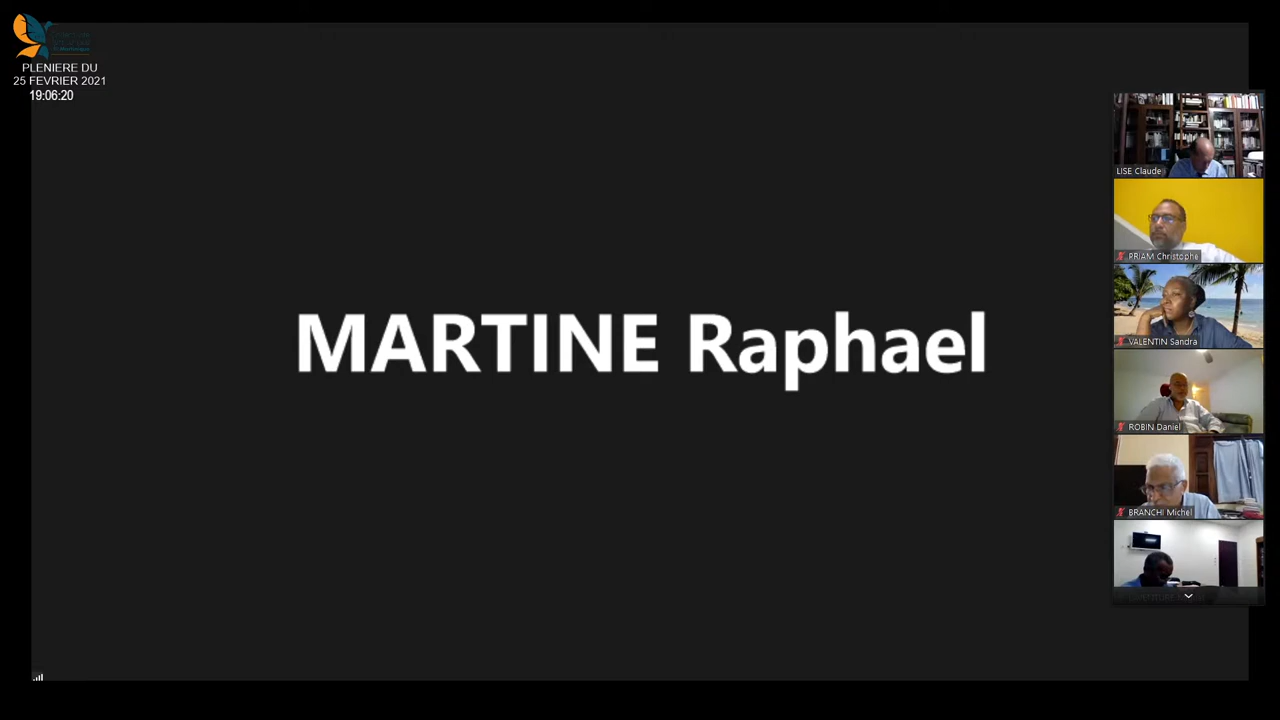 PLENIERE DU
25 FEVRIER 2021
19:06:20
MARTINE Raphael
LISE Claude
PRIAM Christophe
VALENTIN Sandra
ROBIN Daniel
BRANCHI Michel